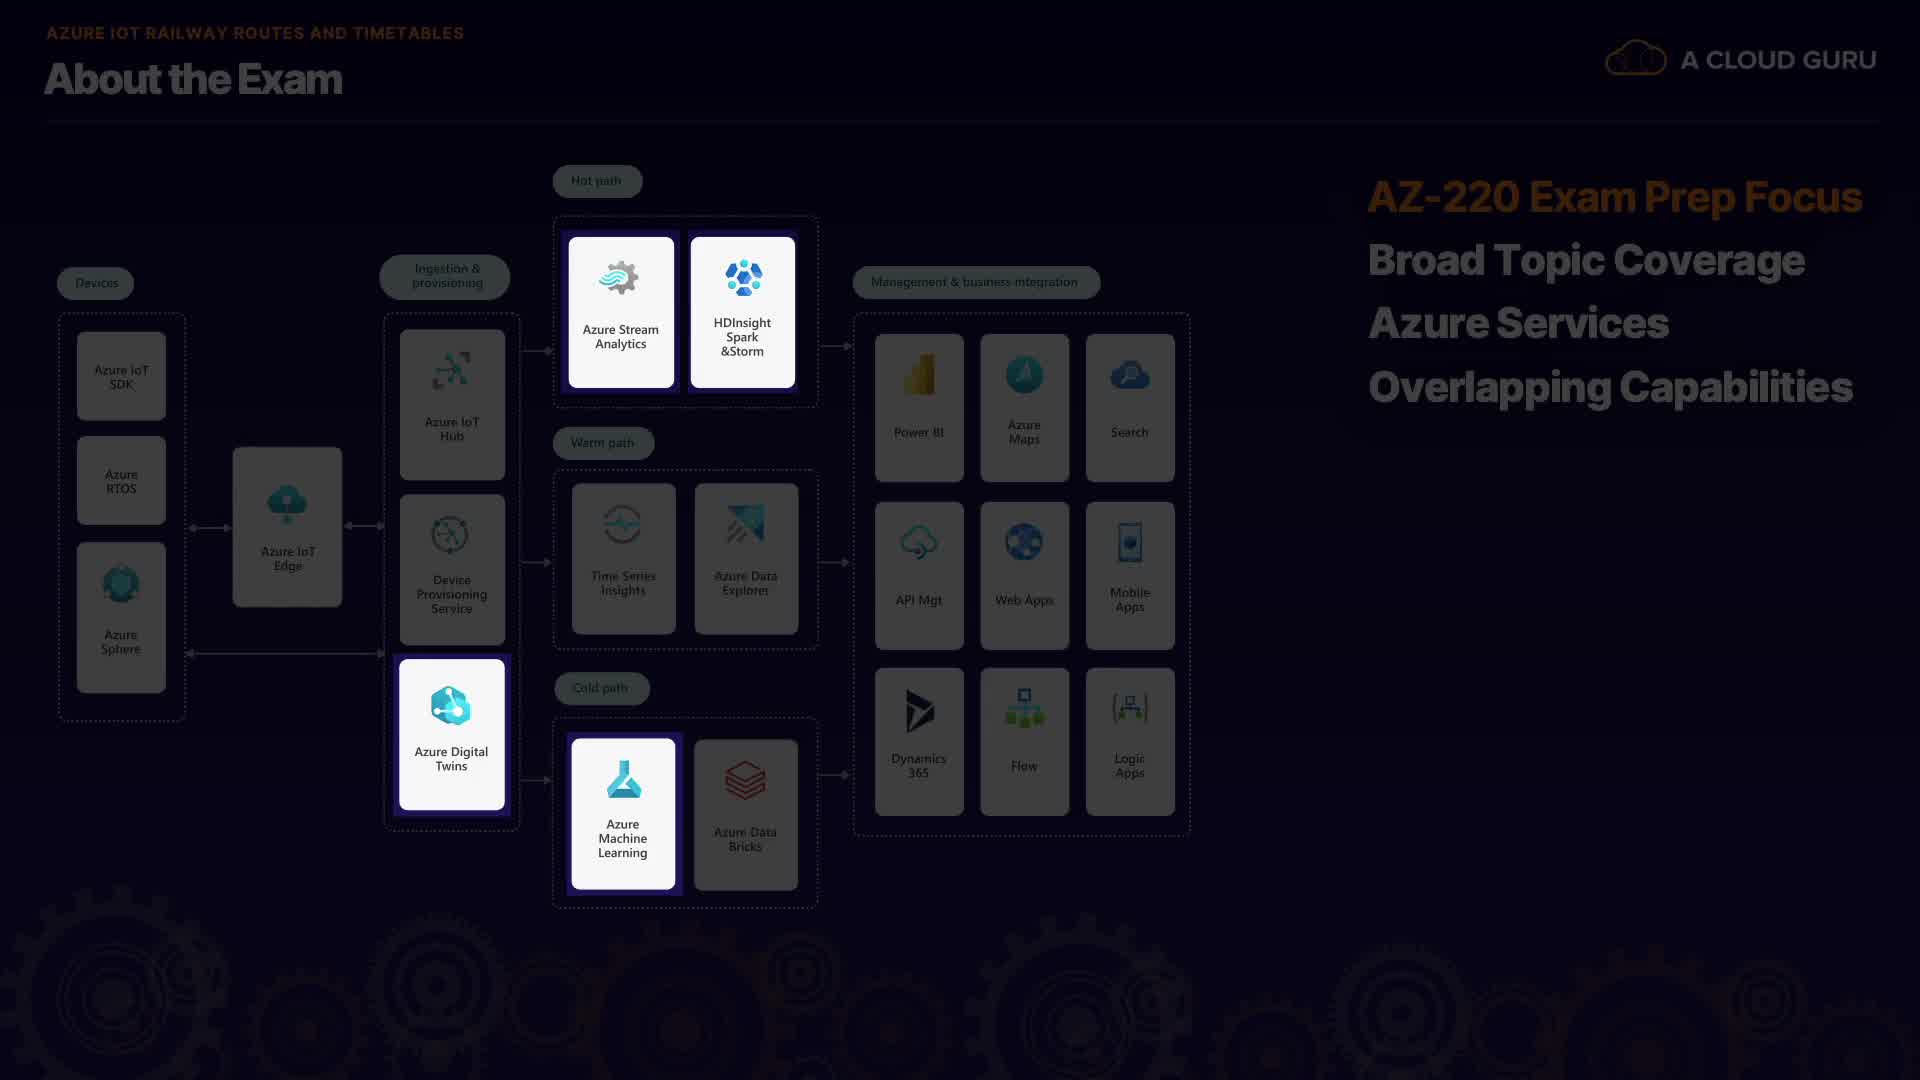 AZURE IOT RAILWAY ROUTES AND TIMETABLES
About the Exam
A CLOUD GURU
AZ-220 Exam Prep Focus
Broad Topic Coverage
Azure Services
Overlapping Capabilities
Devices
Azure IoT
SDK
Azure
RTOS
Azure
Sphere
Azure IoT
Edge
Ingestion &
provisioning
Azure IoT
Hub
Device
Provisioning
Service
Azure Digital
Twins
Hot path
Azure Stream
Analytics
HDInsight
Spark
&Storm
Warm path
Time Series
Insights
Azure Data
Explorer
Cold path
Azure
Machine
Learning
Azure Data
Bricks
Management & business integration
Power BI
Azure
Maps
Search
API Mgt
Web Apps
Mobile
Apps
Dynamics
365
Flow
Logic
Apps